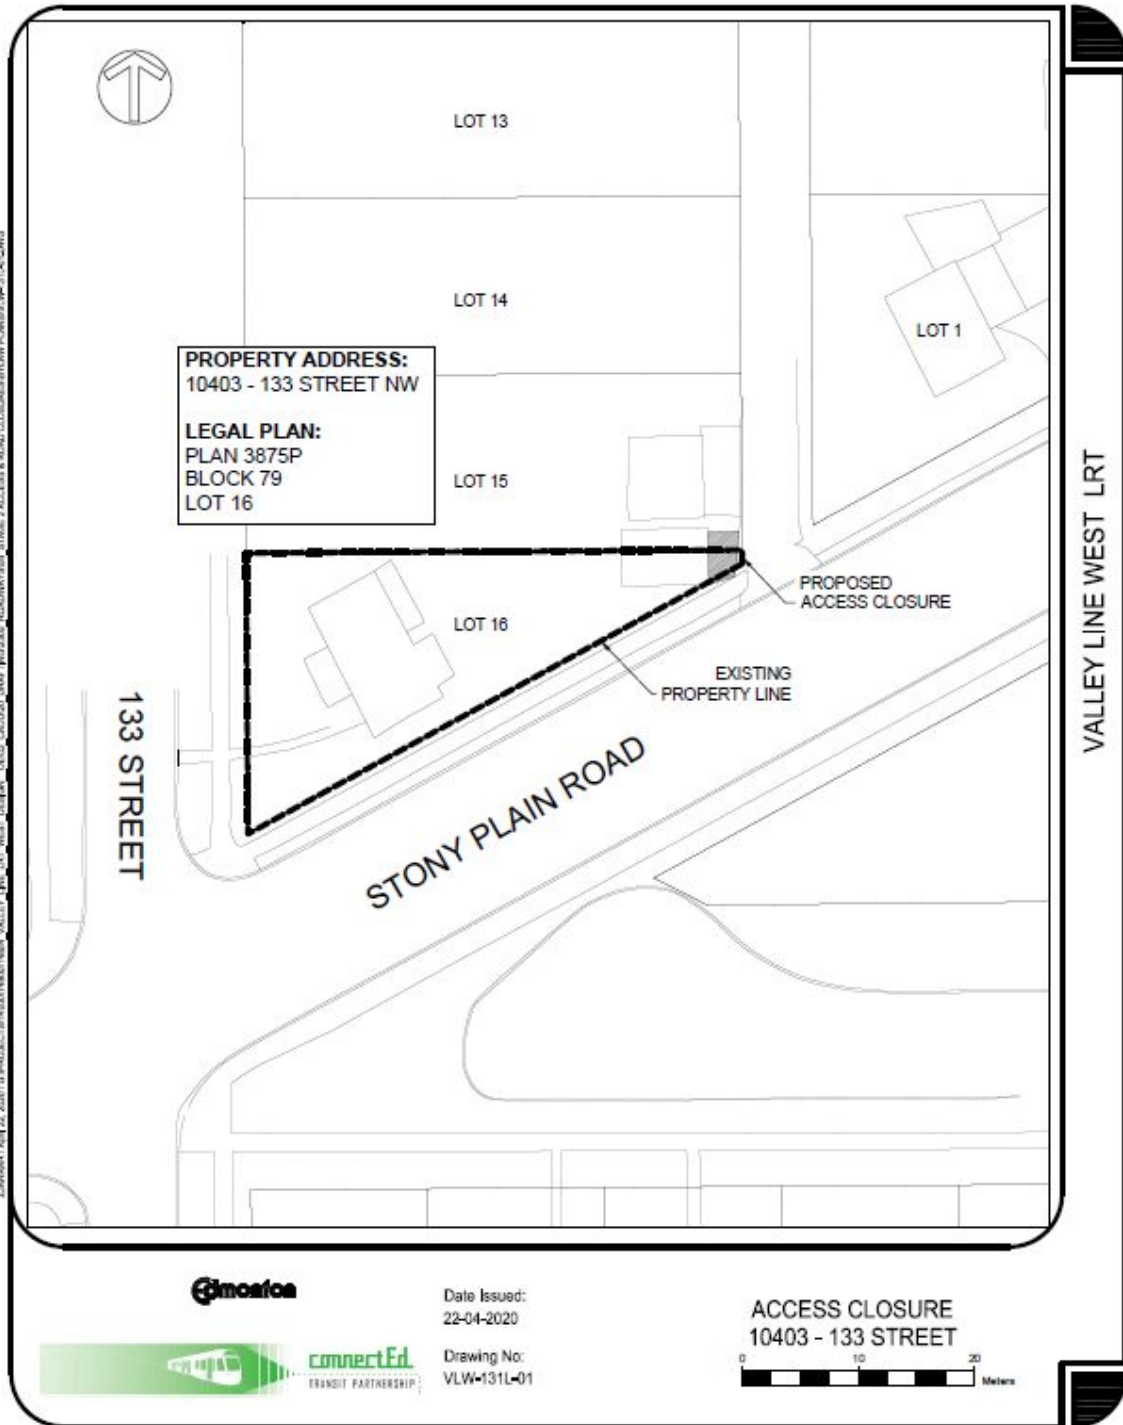 LOT 13
LOT 14
LOT 1
PROPERTY ADDRESS:
10403 - 133 STREET NW
LEGAL PLAN:
PLAN 3875P
BLOCK 79
LOT 16
LOT 15
PROPOSED
ACCESS CLOSURE
LOT 16
EXISTING
PROPERTY LINE
133 STREET
STONY PLAIN ROAD
VALLEY LINE WEST LRT
Edmonton
connectEd
TRANSIT PARTNERSHIP
Date Issued:
22-04-2020
Drawing No:
VLW-131L-01
ACCESS CLOSURE
10403 - 133 STREET
0 10 20
Meters